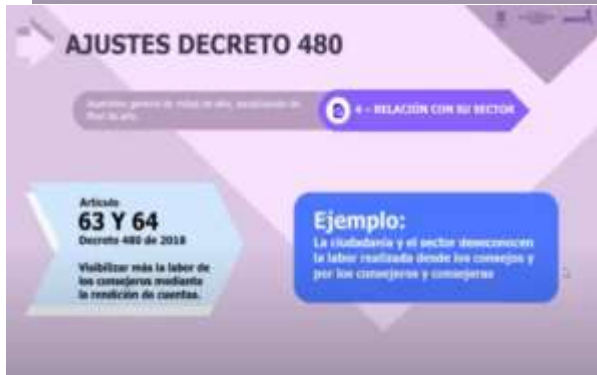 AJUSTES DECRETO 480
4 - RELACIÓN CON SU SECTOR
Artículo
63 Y 64
Decreto 480 de 2018
Visibilizar más la labor de
los consejeros mediante
la rendición de cuentas.
Ejemplo:
La ciudadanía y el sector desconocen
la labor realizada desde los consejos y
por los consejeros y consejeras